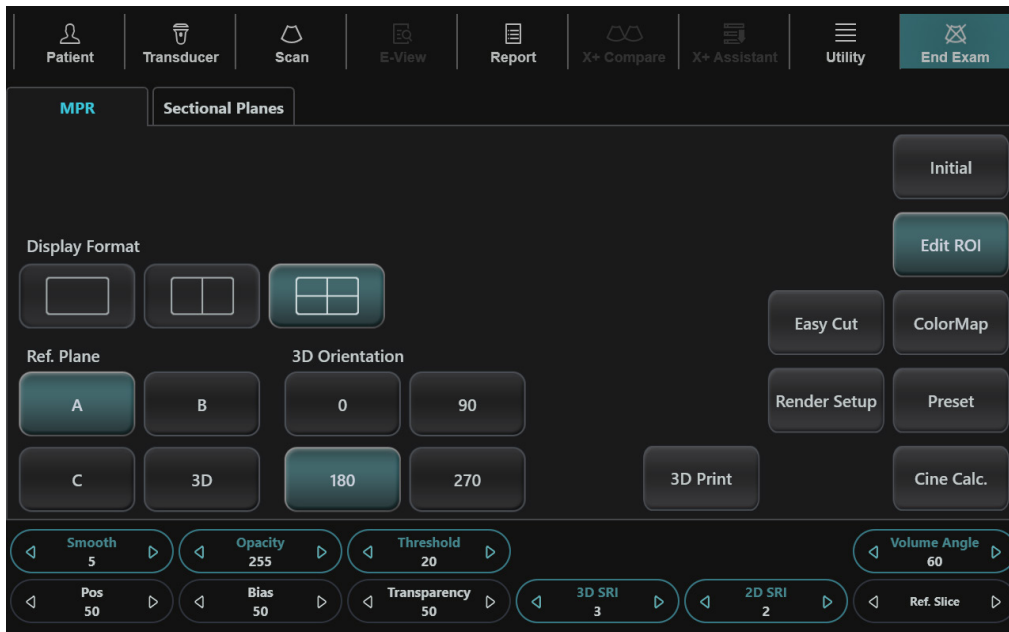 Patient Transducer Scan E-View Report X+ Compare X+ Assistant Utility End Exam
MPR Sectional Planes
Initial
Display Format Edit ROI
Easy Cut ColorMap
Ref. Plane 3D Orientation
A B 0 90 Render Setup Preset
C 3D 180 270 3D Print Cine Calc.
Smooth Opacity Threshold Volume Angle
5 255 20 60
Pos Bias Transparency 3D SRI 2D SRI Ref. Slice
50 50 50 3 2